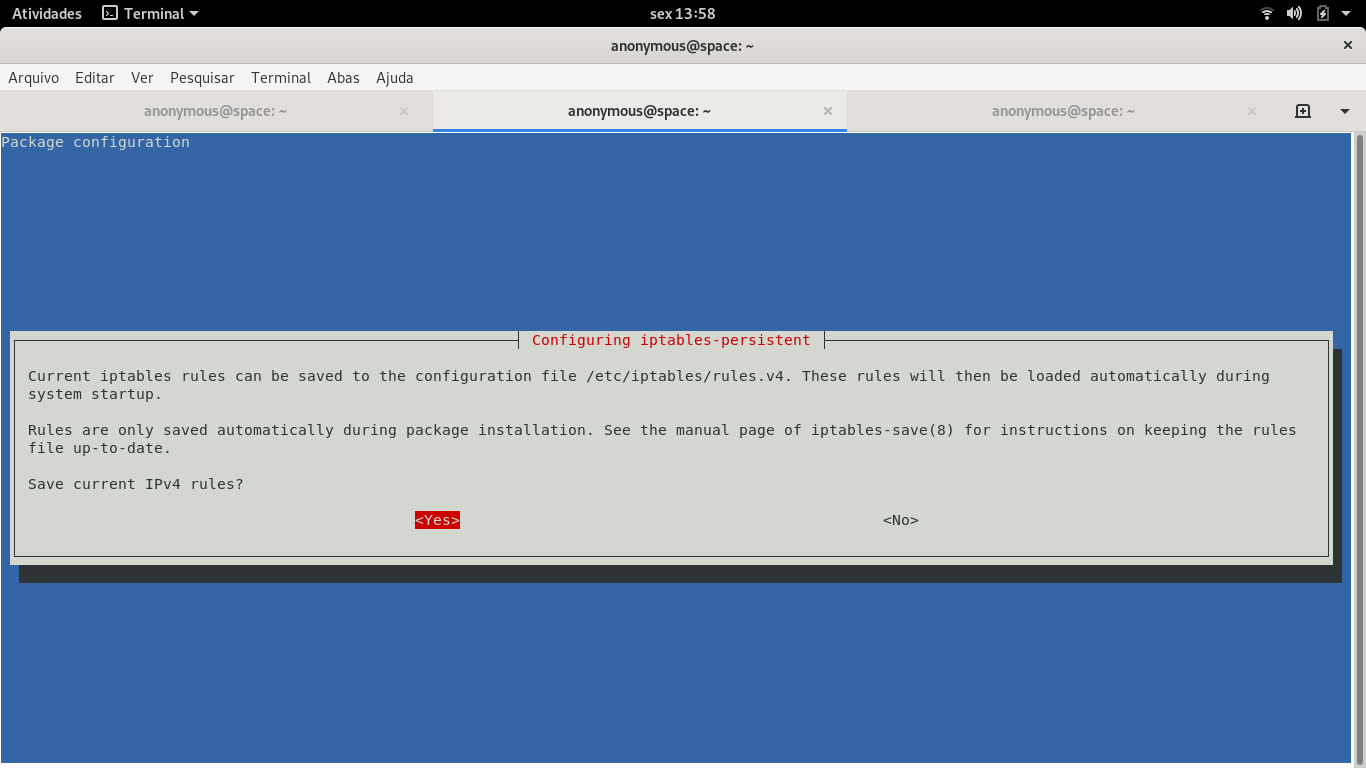 Atividades Terminal sex 13:58
anonymous@space: ~
Arquivo Editar Ver Pesquisar Terminal Abas Ajuda
anonymous@space: ~ anonymous@space: ~ anonymous@space: ~
Package configuration
Configuring iptables-persistent
Current iptables rules can be saved to the configuration file /etc/iptables/rules.v4. These rules will then be loaded automatically during
system startup.
Rules are only saved automatically during package installation. See the manual page of iptables-save(8) for instructions on keeping the rules
file up-to-date.
Save current IPv4 rules?
<Yes> <No>